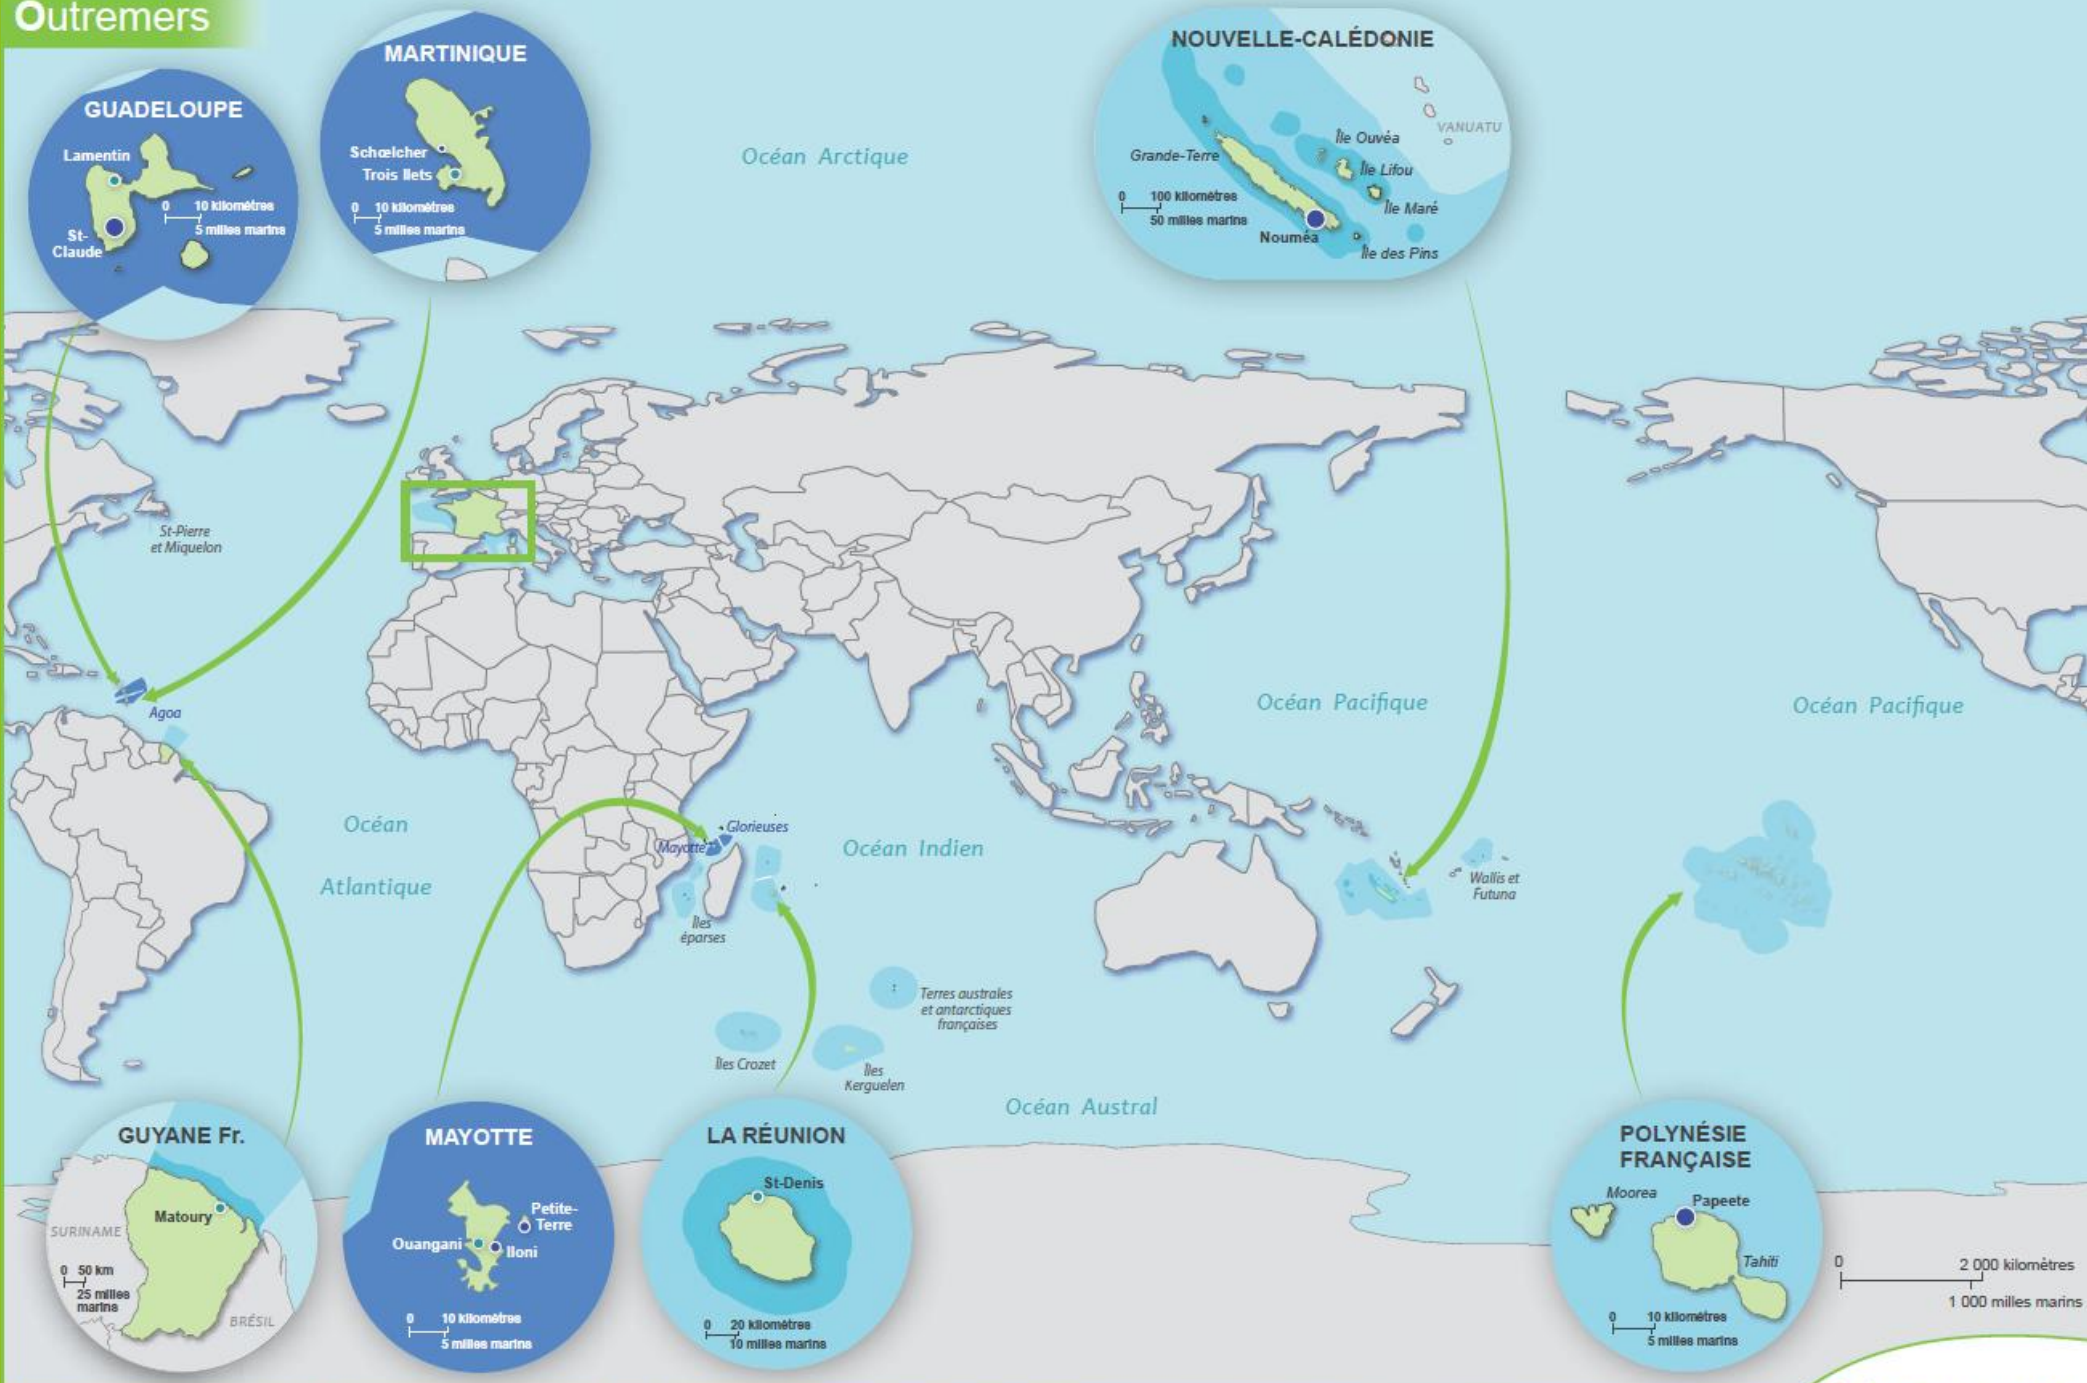 Outremers
MARTINIQUE
Schœlcher
Trois Ilets
0 10 kilomètres
5 milles marins
GUADELOUPE
Lamentin
St-
Claude
0 10 kilomètres
5 milles marins
NOUVELLE-CALÉDONIE
VANUATU
Île Ouvéa
Grande-Terre
Île Lifou
0 100 kilomètres
50 milles marins
Île Maré
Nouméa
Île des Pins
Océan Arctique
St-Pierre
et Miquelon
Agoa
Océan Pacifique
Océan Pacifique
Océan
Atlantique
Glorieuses
Mayotte
Océan Indien
Îles
éparses
Wallis et
Futuna
Terres australes
et antarctiques
françaises
Îles Crozet
Îles
Kerguelen
Océan Austral
GUYANE Fr.
Matoury
SURINAME
0 50 km
25 milles
marins
BRÉSIL
MAYOTTE
Petite-
Terre
Ouangani
Iloni
0 10 kilomètres
5 milles marins
LA RÉUNION
St-Denis
0 20 kilomètres
10 milles marins
POLYNÉSIE
FRANÇAISE
Moorea
Papeete
Tahiti
0 10 kilomètres
5 milles marins
0 2 000 kilomètres
1 000 milles marins